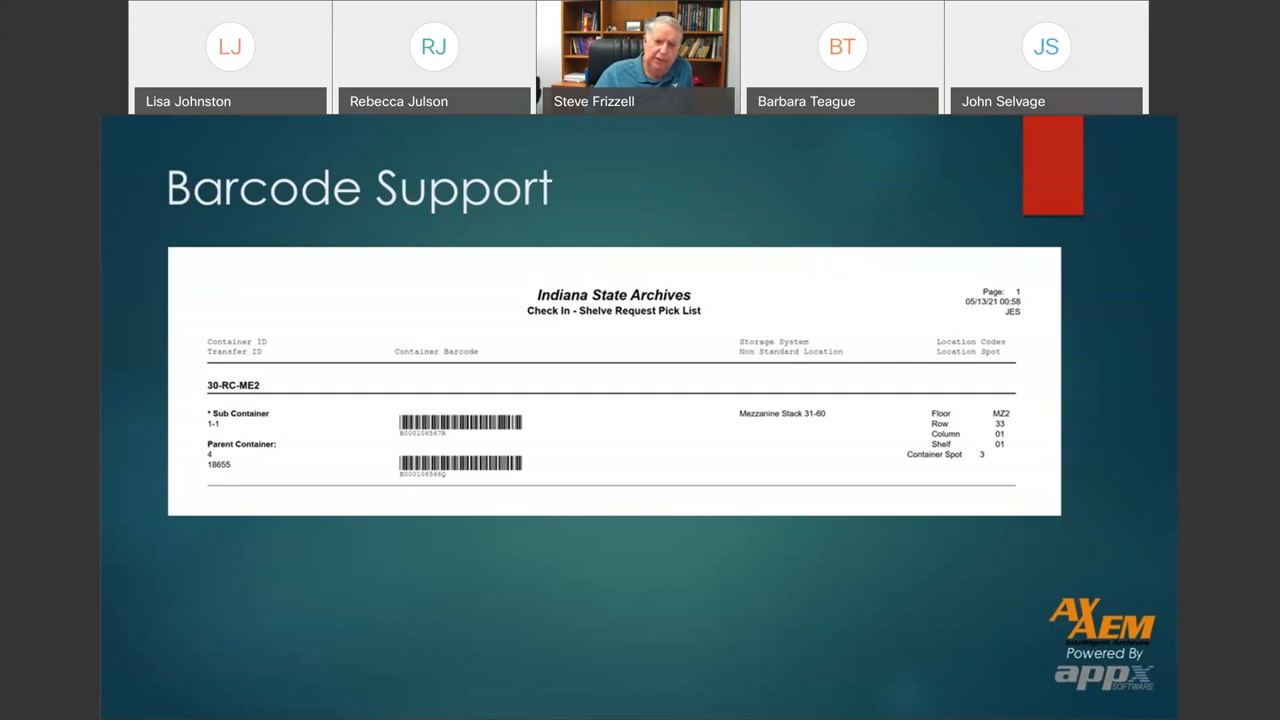 LJ
RJ
BT
JS
Lisa Johnston
Rebecca Julson
Steve Frizzell
Barbara Teague
John Selvage
Barcode Support
Indiana State Archives
Check In - Shelve Request Pick List
Page: 1
05/13/21 00:58
JES
Container ID
Transfer ID
Container Barcode
Storage System
Non Standard Location
Location Codes
Location Spot
30-RC-ME2
* Sub Container
1-1
B000106567R
Mezzanine Stack 31-60
Floor MZ2
Row 33
Column 01
Shelf 01
Container Spot 3
Parent Container:
4
18655
B000106566Q
AXAEM
Intelligent Archives
Powered By
appx
SOFTWARE